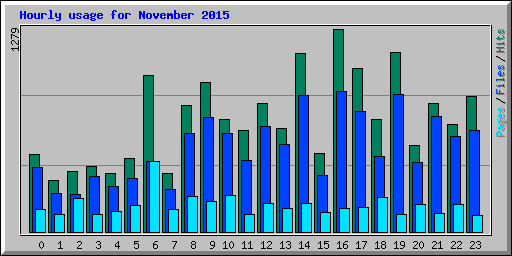 Hourly usage for November 2015
1279
Pages/Files/Hits
0 1 2 3 4 5 6 7 8 9 10 11 12 13 14 15 16 17 18 19 20 21 22 23